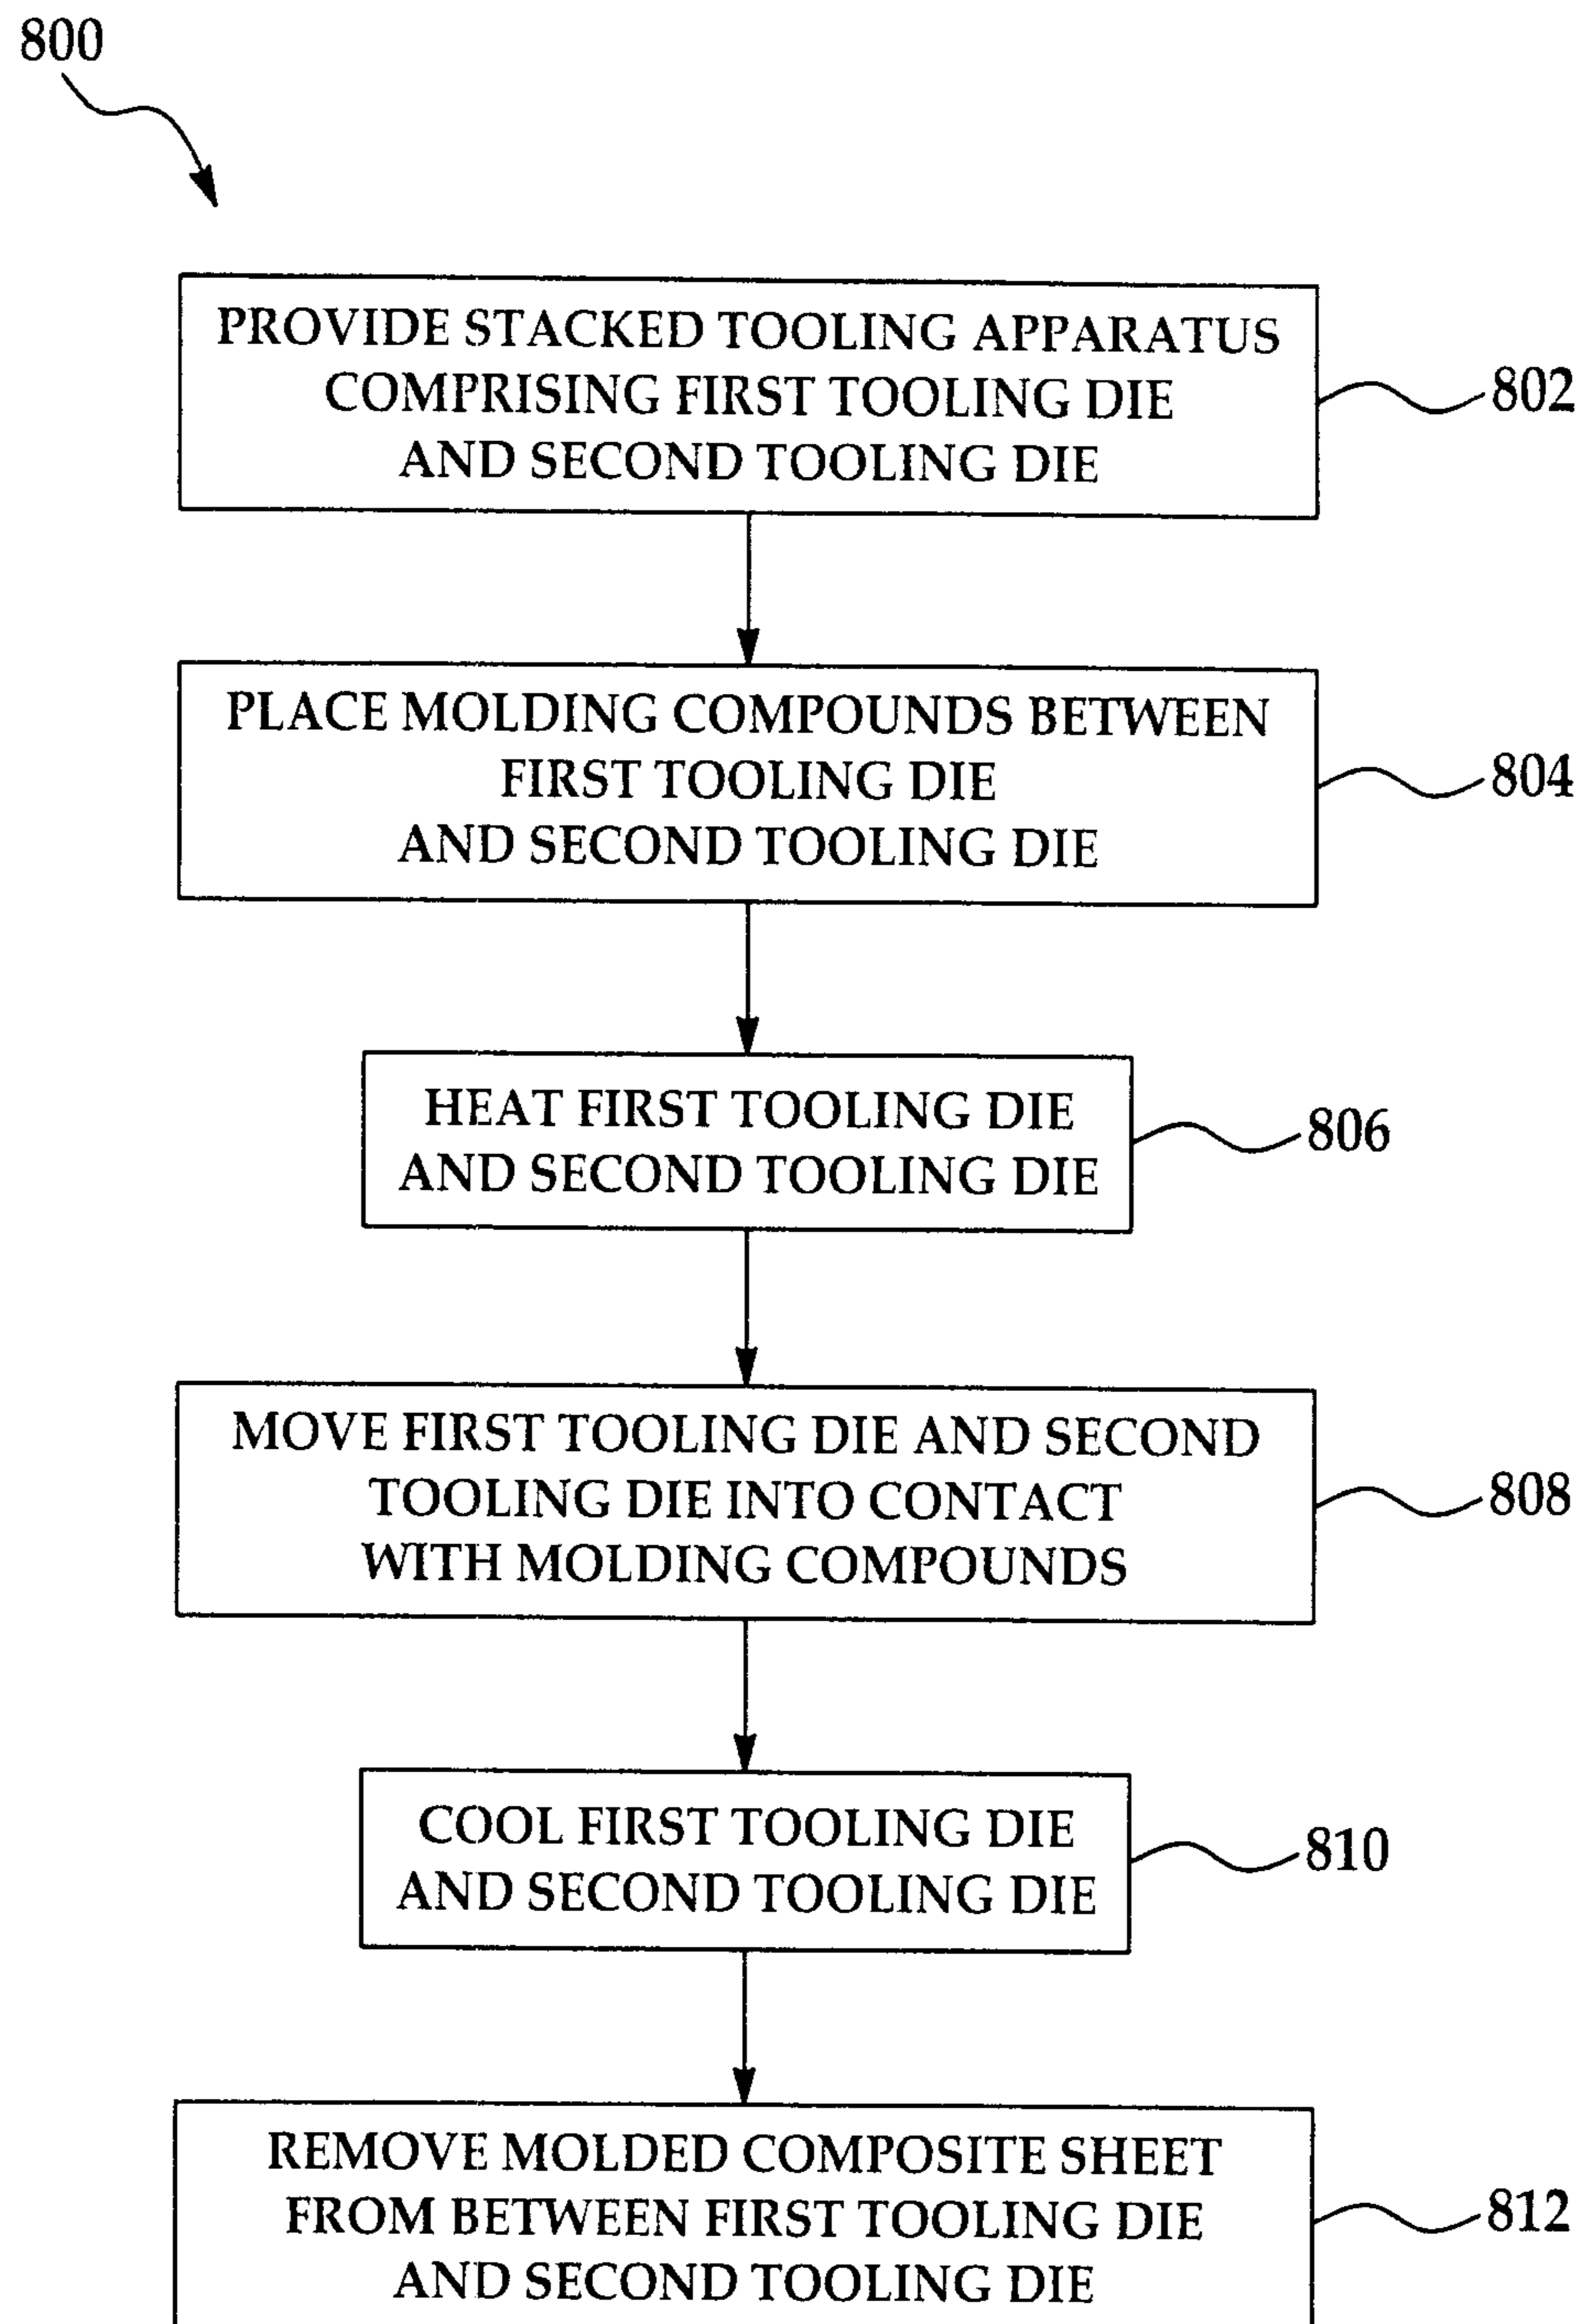 800
PROVIDE STACKED TOOLING APPARATUS
COMPRISING FIRST TOOLING DIE
AND SECOND TOOLING DIE
802
PLACE MOLDING COMPOUNDS BETWEEN
FIRST TOOLING DIE
AND SECOND TOOLING DIE
804
HEAT FIRST TOOLING DIE
AND SECOND TOOLING DIE
806
MOVE FIRST TOOLING DIE AND SECOND
TOOLING DIE INTO CONTACT
WITH MOLDING COMPOUNDS
808
COOL FIRST TOOLING DIE
AND SECOND TOOLING DIE
810
REMOVE MOLDED COMPOSITE SHEET
FROM BETWEEN FIRST TOOLING DIE
AND SECOND TOOLING DIE
812